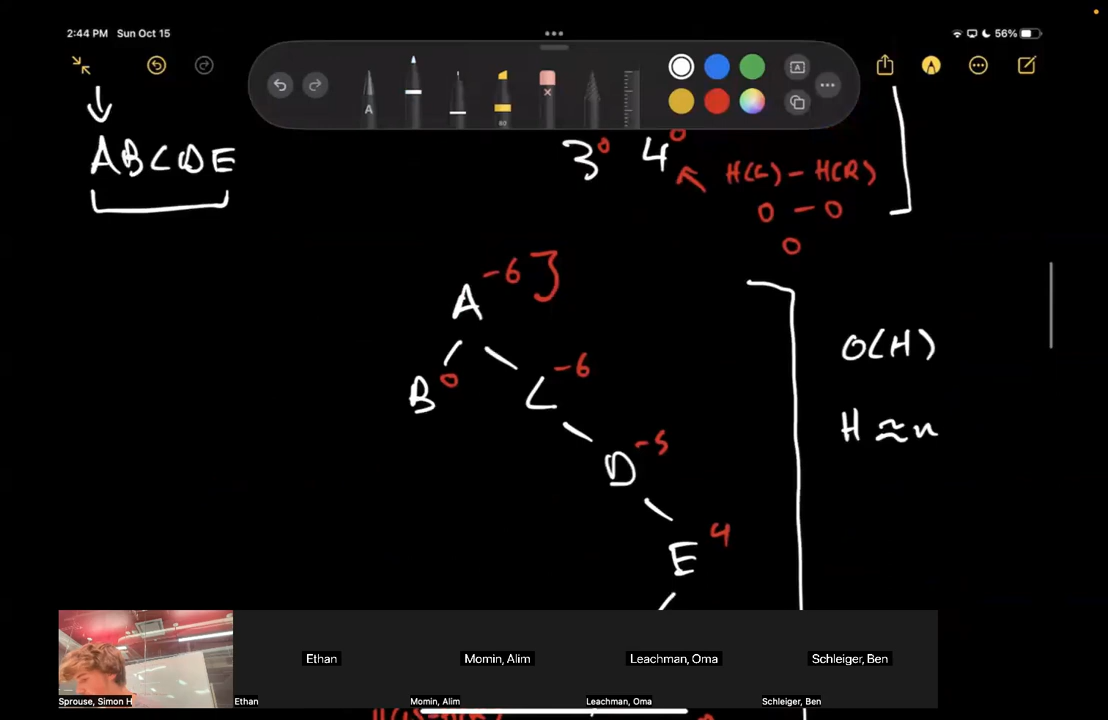 2:44 PM Sun Oct 15
56%
A
80
A
ABCDE
3° 4°
H(L) - H(R)
0 - 0
0
A -6]
B 0
C -6
D -5
E 4
O(H)
H ≈ n
Ethan
Momin, Alim
Leachman, Oma
Schleiger, Ben
Sprouse, Simon H
Ethan
Momin, Alim
Leachman, Oma
Schleiger, Ben